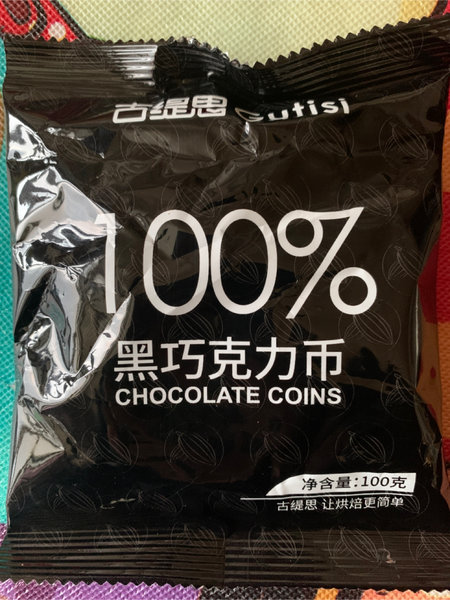 古缇思 Gutisi
100%
黑巧克力币
CHOCOLATE COINS
净含量:100克
古缇思 让烘焙更简单